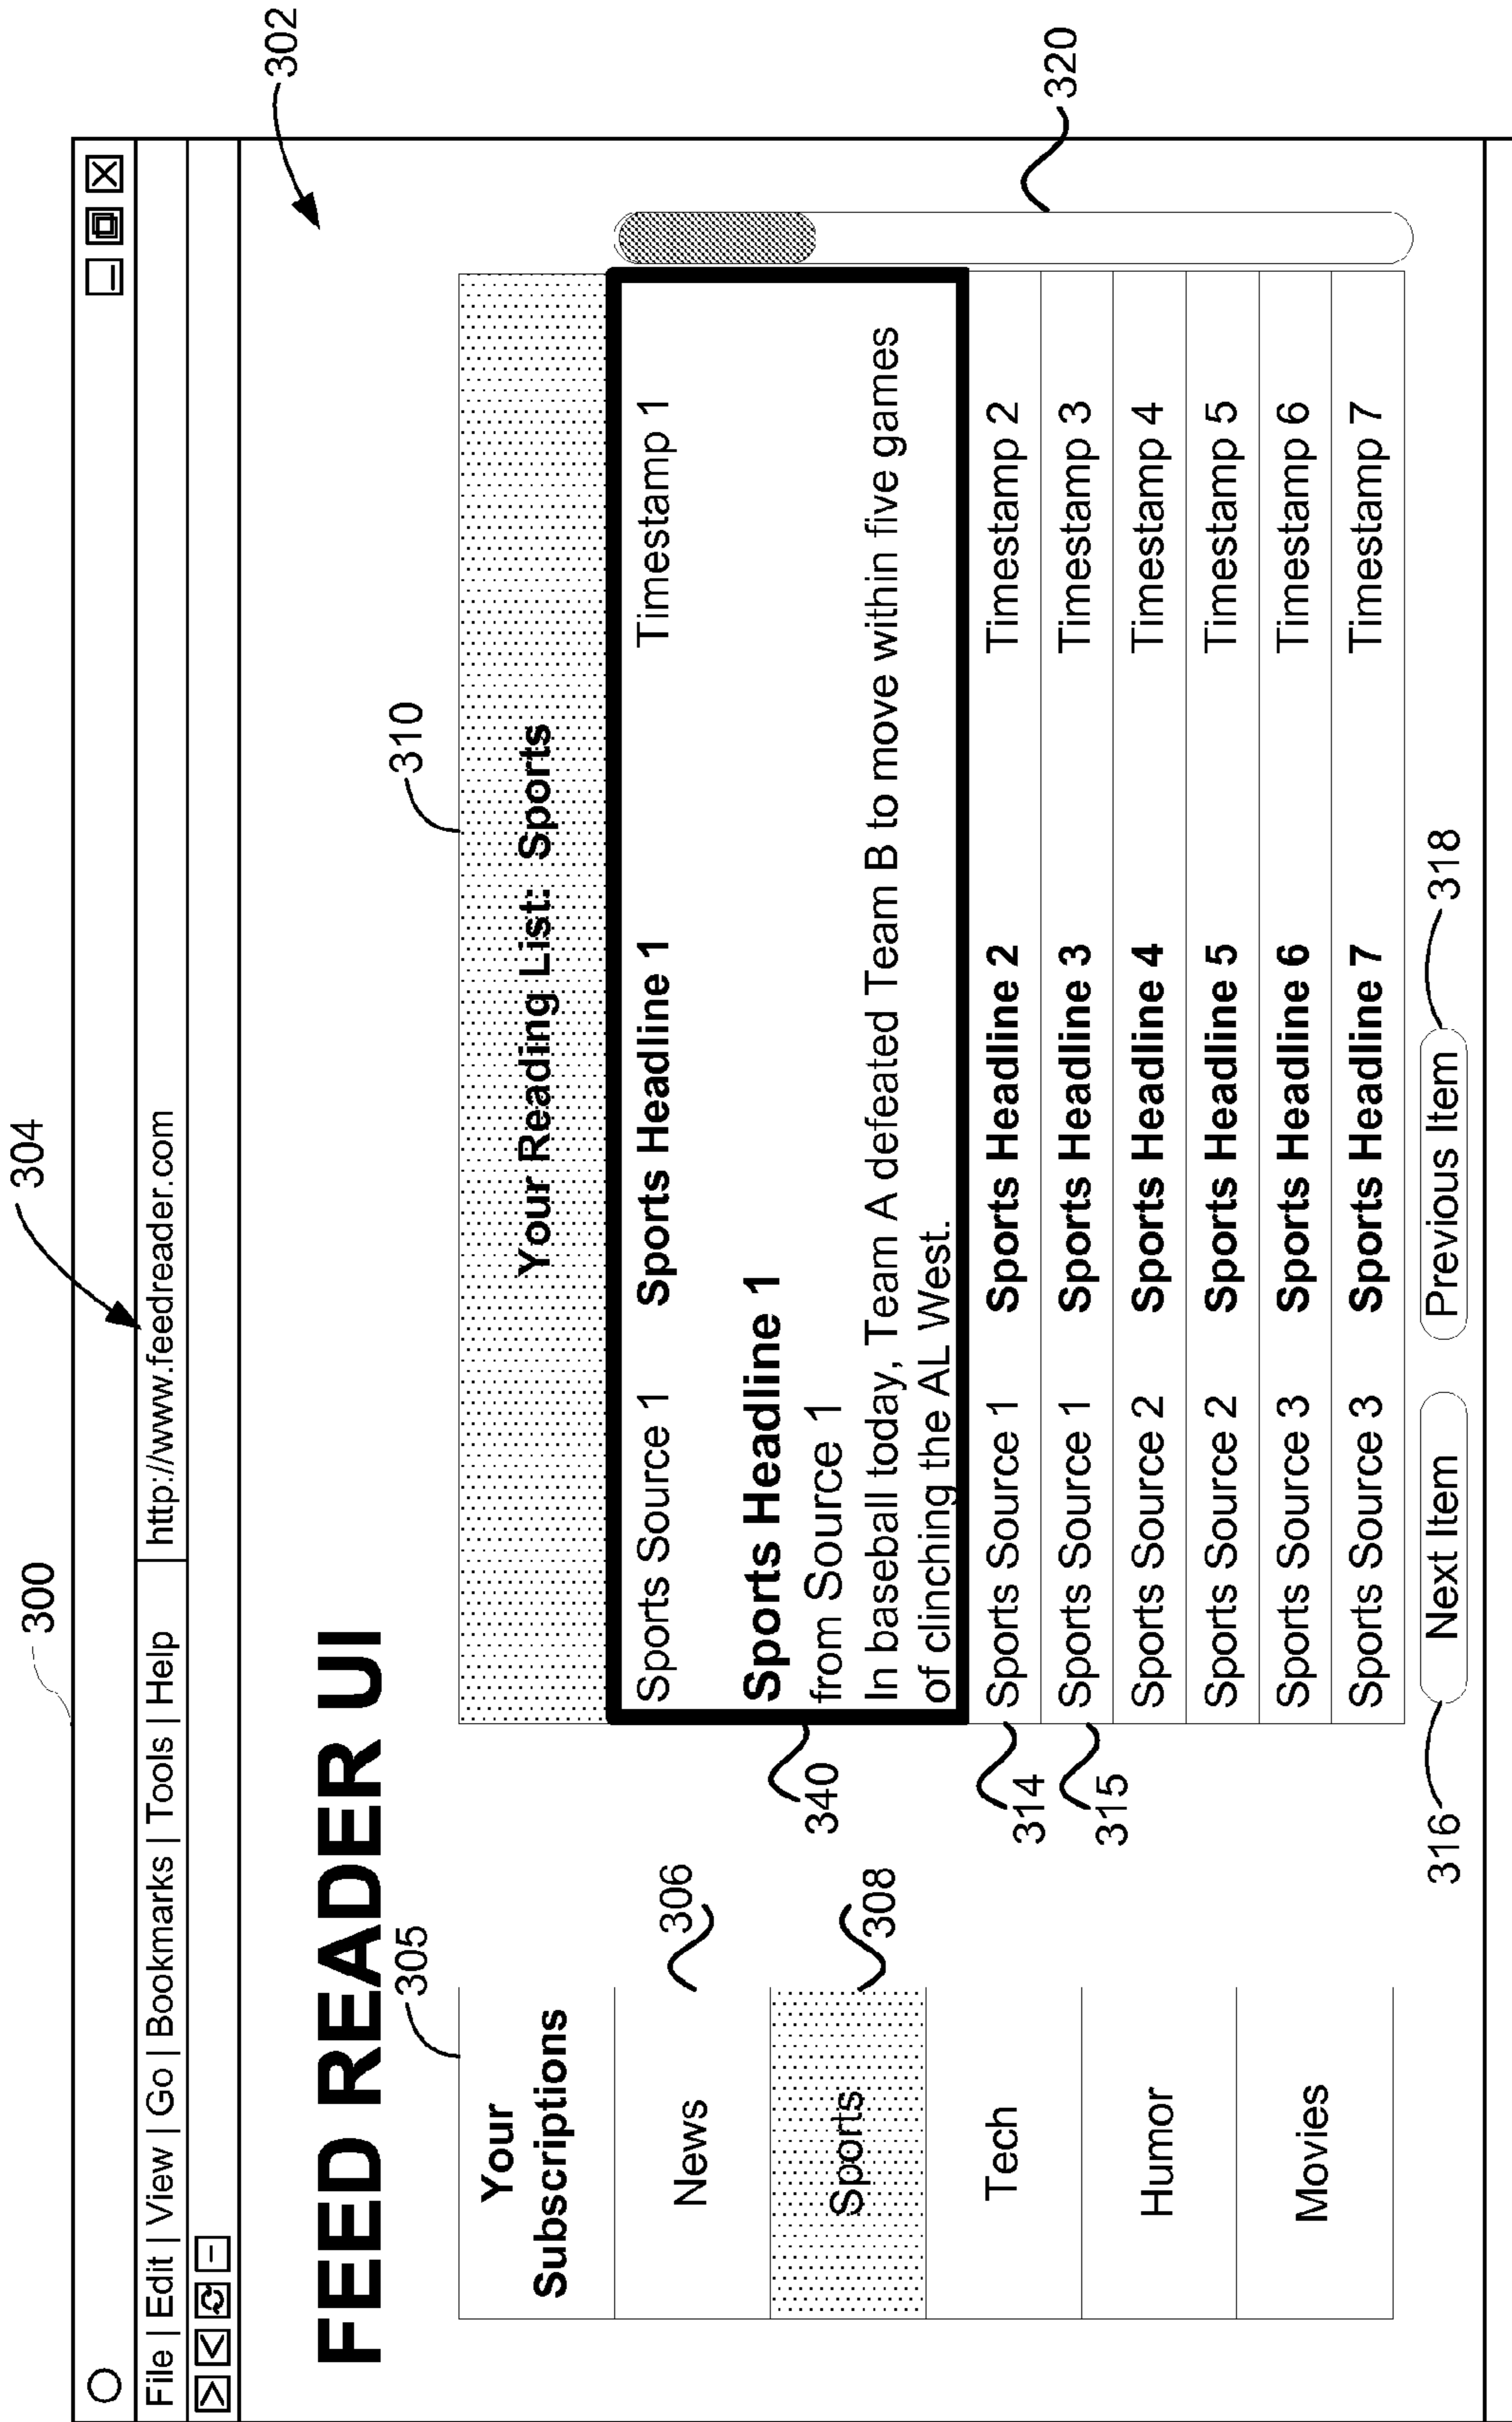 300
304
302
File | Edit | View | Go | Bookmarks | Tools | Help
http://www.feedreader.com
FEED READER UI
305
310
Your
Subscriptions
News
306
Sports
308
Tech
Humor
Movies
Your Reading List: Sports
Sports Source 1 Sports Headline 1 Timestamp 1
Sports Headline 1
from Source 1
In baseball today, Team A defeated Team B to move within five games
of clinching the AL West.
340
320
314
Sports Source 1 Sports Headline 2 Timestamp 2
315
Sports Source 1 Sports Headline 3 Timestamp 3
Sports Source 2 Sports Headline 4 Timestamp 4
Sports Source 2 Sports Headline 5 Timestamp 5
Sports Source 3 Sports Headline 6 Timestamp 6
Sports Source 3 Sports Headline 7 Timestamp 7
316
Next Item
Previous Item
318